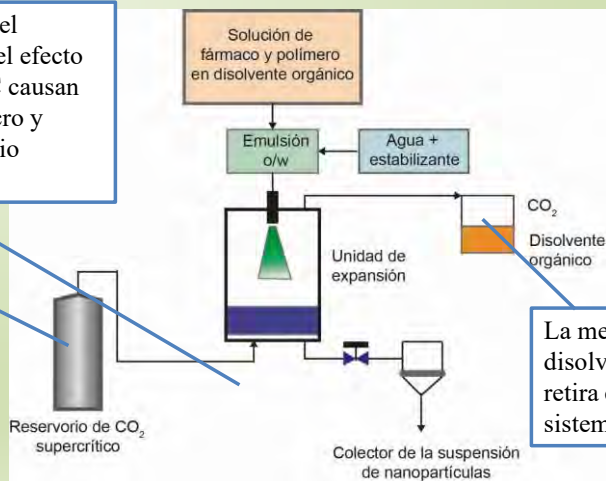 el
el efecto
causan
ero y
io
Solución de
fármaco y polímero
en disolvente orgánico
Emulsión
o/w
Agua +
estabilizante
Unidad de
expansión
CO₂
Disolvente
orgánico
La me
disolv
retira
sistem
Reservorio de CO₂
supercrítico
Colector de la suspensión
de nanopartículas